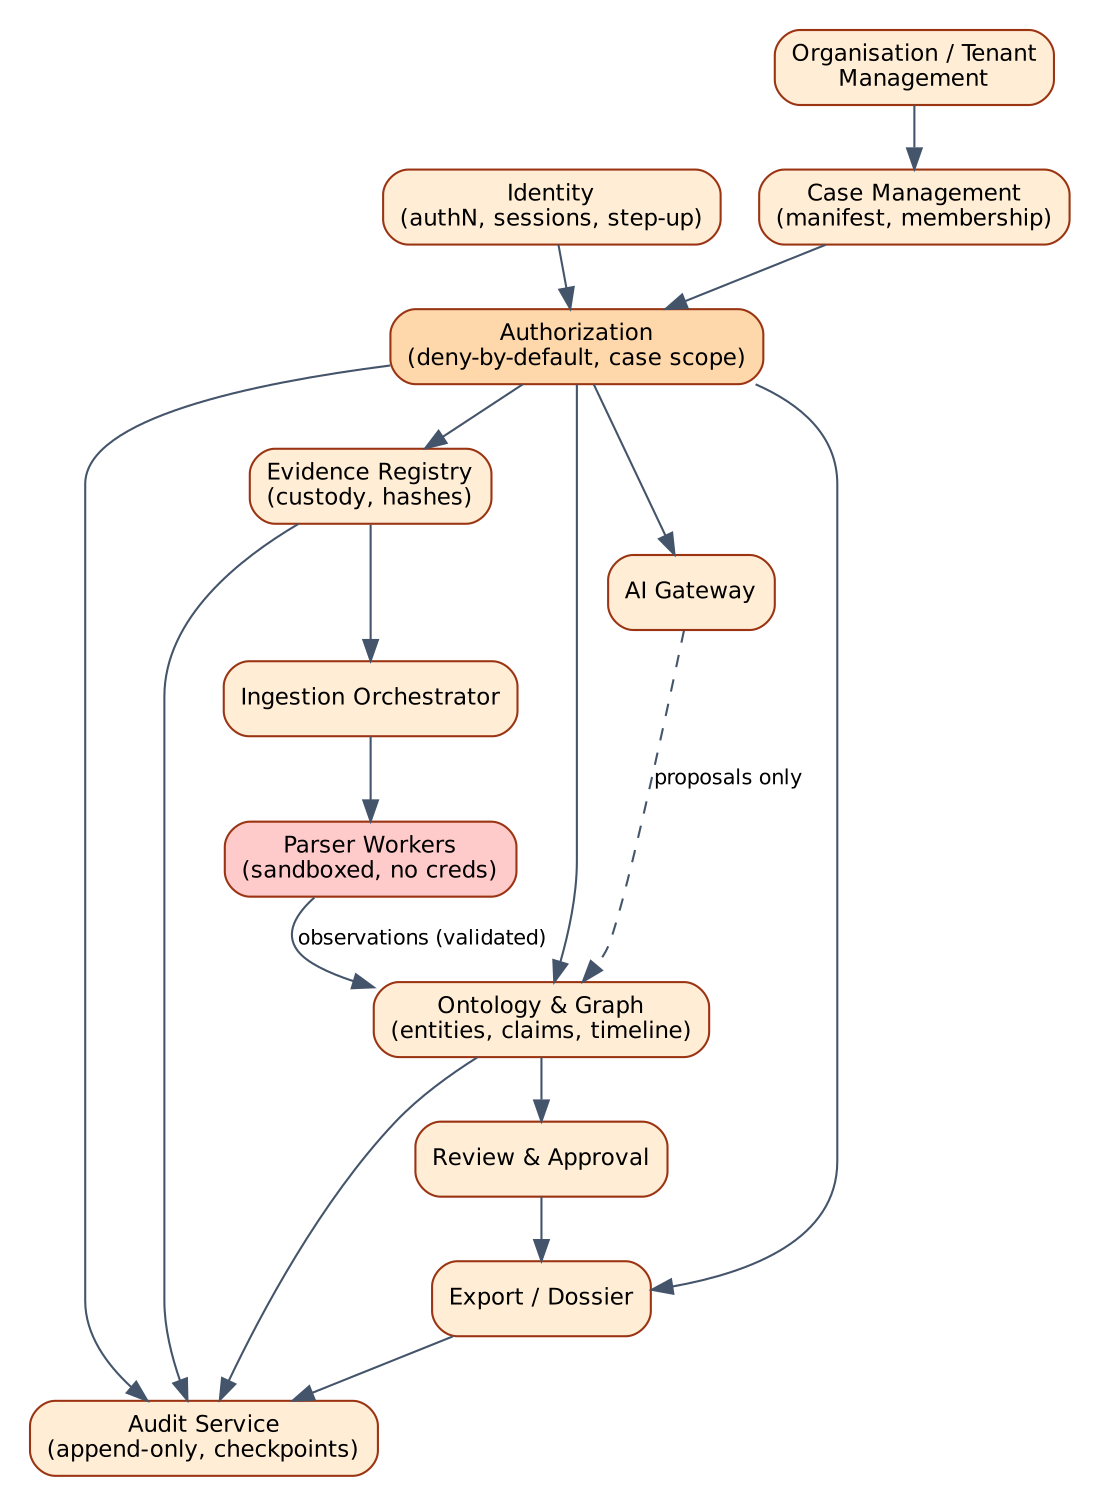 Organisation / Tenant
Management
Identity
(authN, sessions, step-up)
Case Management
(manifest, membership)
Authorization
(deny-by-default, case scope)
Evidence Registry
(custody, hashes)
AI Gateway
Ingestion Orchestrator
proposals only
Parser Workers
(sandboxed, no creds)
observations (validated)
Ontology & Graph
(entities, claims, timeline)
Review & Approval
Export / Dossier
Audit Service
(append-only, checkpoints)